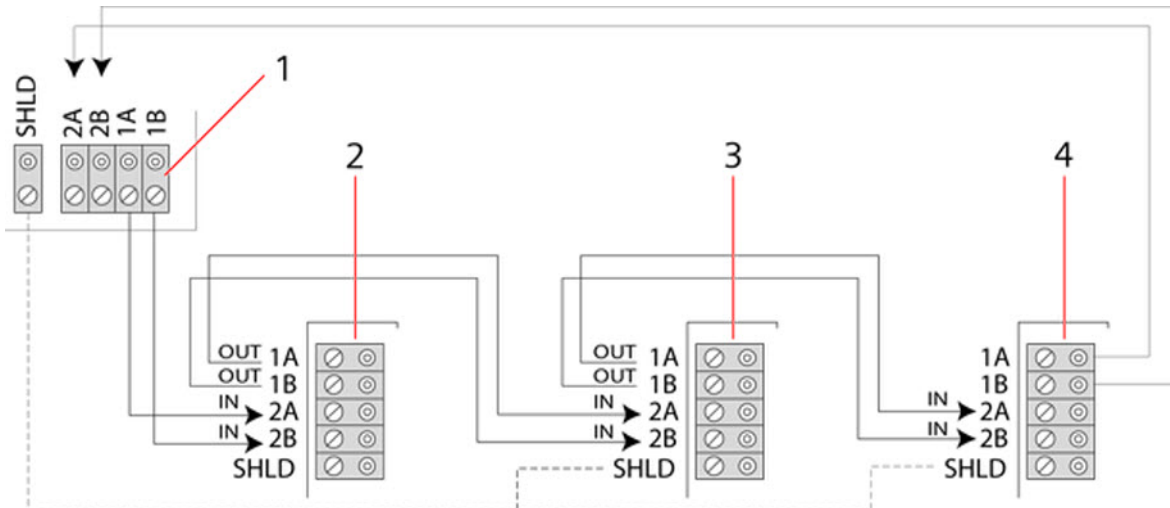 1
SHLD
2A
2B
1A
1B
2
3
4
OUT 1A
OUT 1B
IN 2A
IN 2B
SHLD
OUT 1A
OUT 1B
IN 2A
IN 2B
SHLD
1A
1B
IN 2A
IN 2B
SHLD